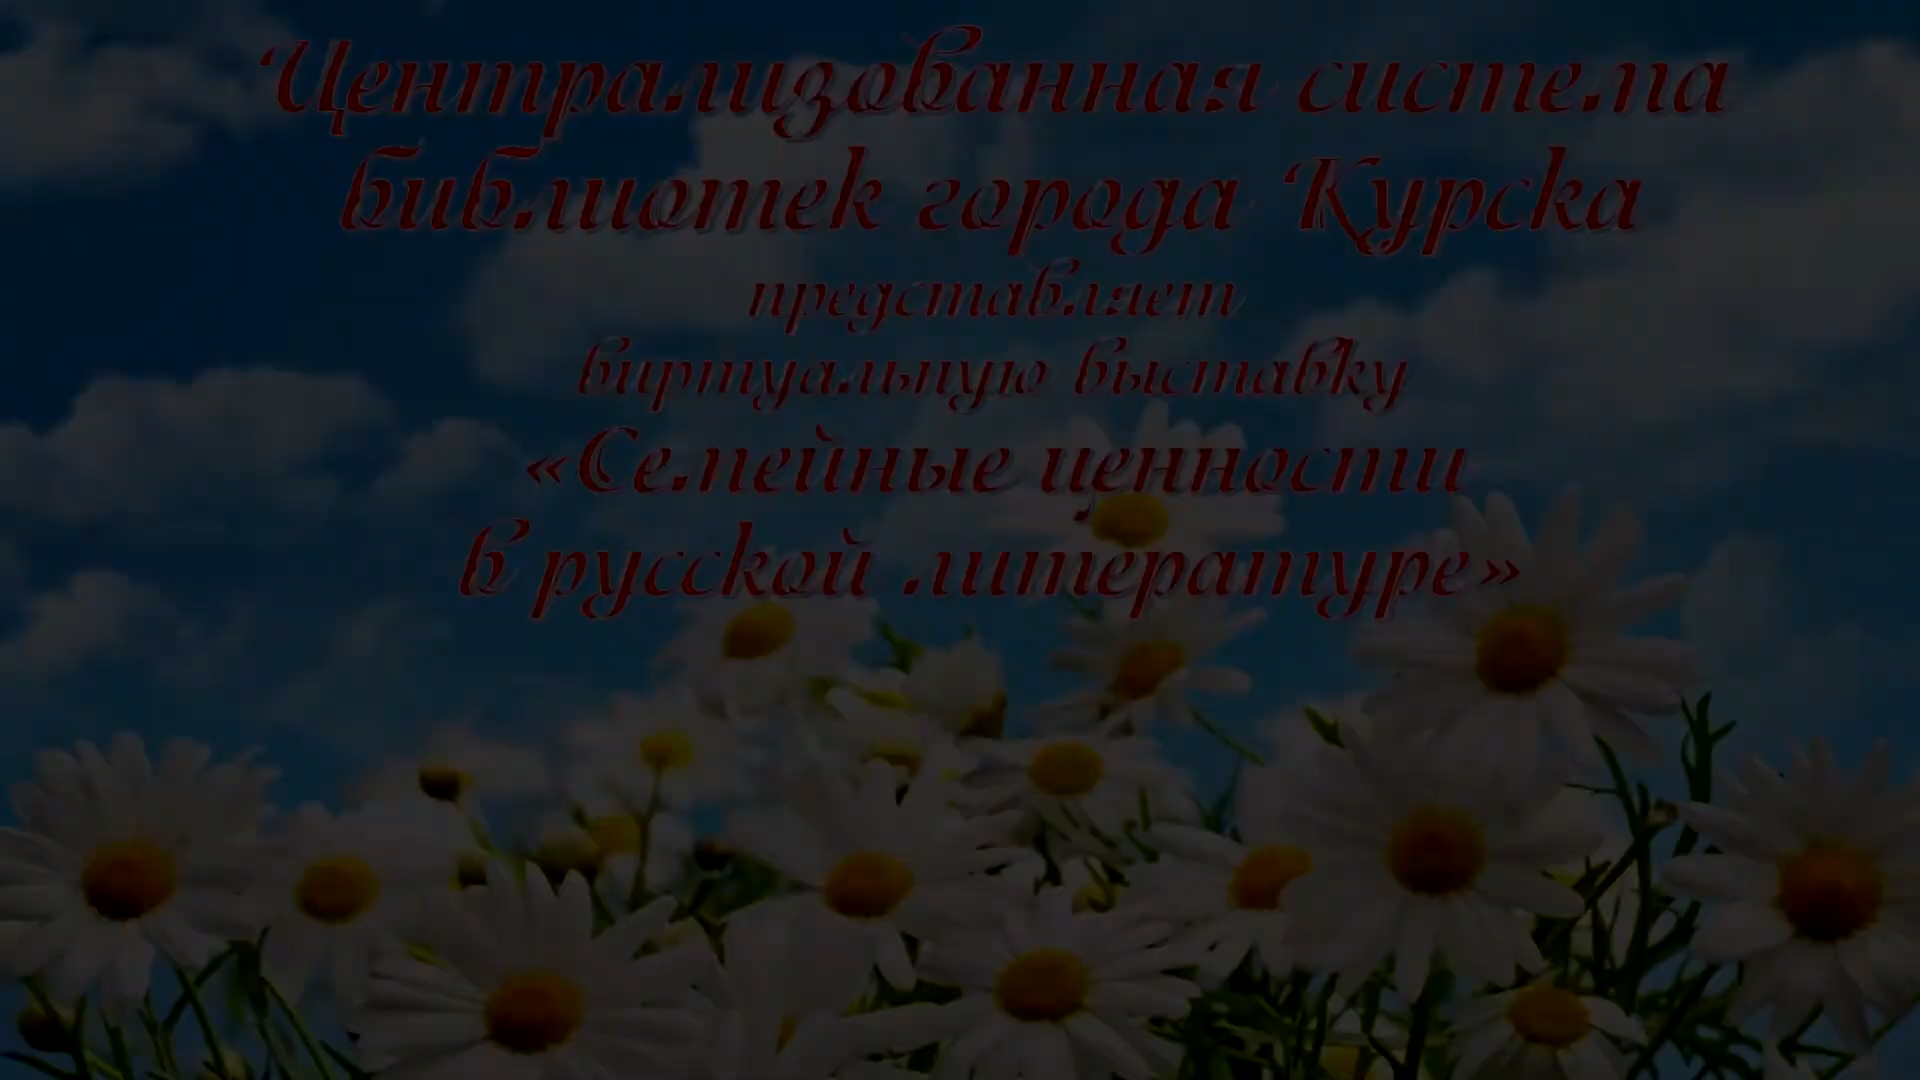 Централизованная система
библиотек города Курска
представляет
виртуальную выставку
«Семейные ценности
в русской литературе»